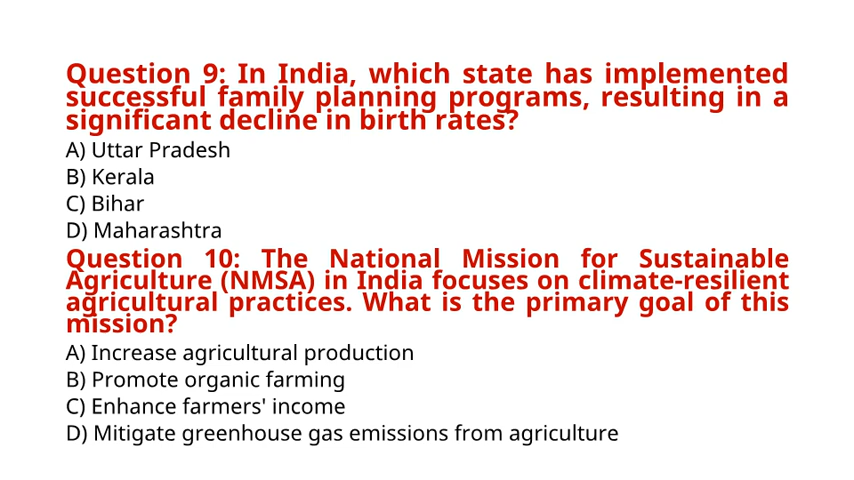 Question 9: In India, which state has implemented
successful family planning programs, resulting in a
significant decline in birth rates?
A) Uttar Pradesh
B) Kerala
C) Bihar
D) Maharashtra
Question 10: The National Mission for Sustainable
Agriculture (NMSA) in India focuses on climate-resilient
agricultural practices. What is the primary goal of this
mission?
A) Increase agricultural production
B) Promote organic farming
C) Enhance farmers' income
D) Mitigate greenhouse gas emissions from agriculture